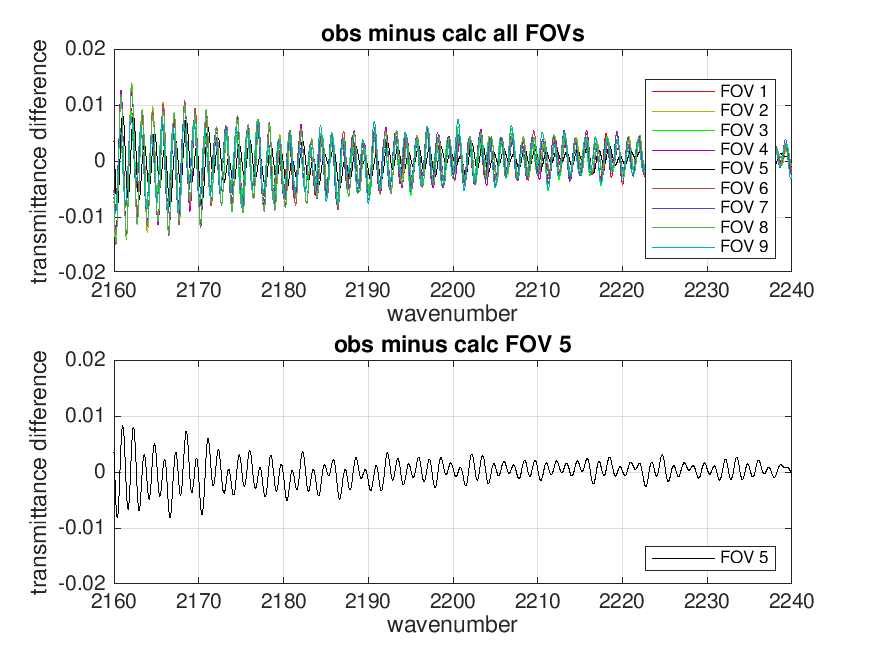 obs minus calc all FOVs
transmittance difference
0.02
0.01
0
-0.01
-0.02
FOV 1
FOV 2
FOV 3
FOV 4
FOV 5
FOV 6
FOV 7
FOV 8
FOV 9
2160 2170 2180 2190 2200 2210 2220 2230 2240
wavenumber
obs minus calc FOV 5
transmittance difference
0.02
0.01
0
-0.01
-0.02
FOV 5
2160 2170 2180 2190 2200 2210 2220 2230 2240
wavenumber